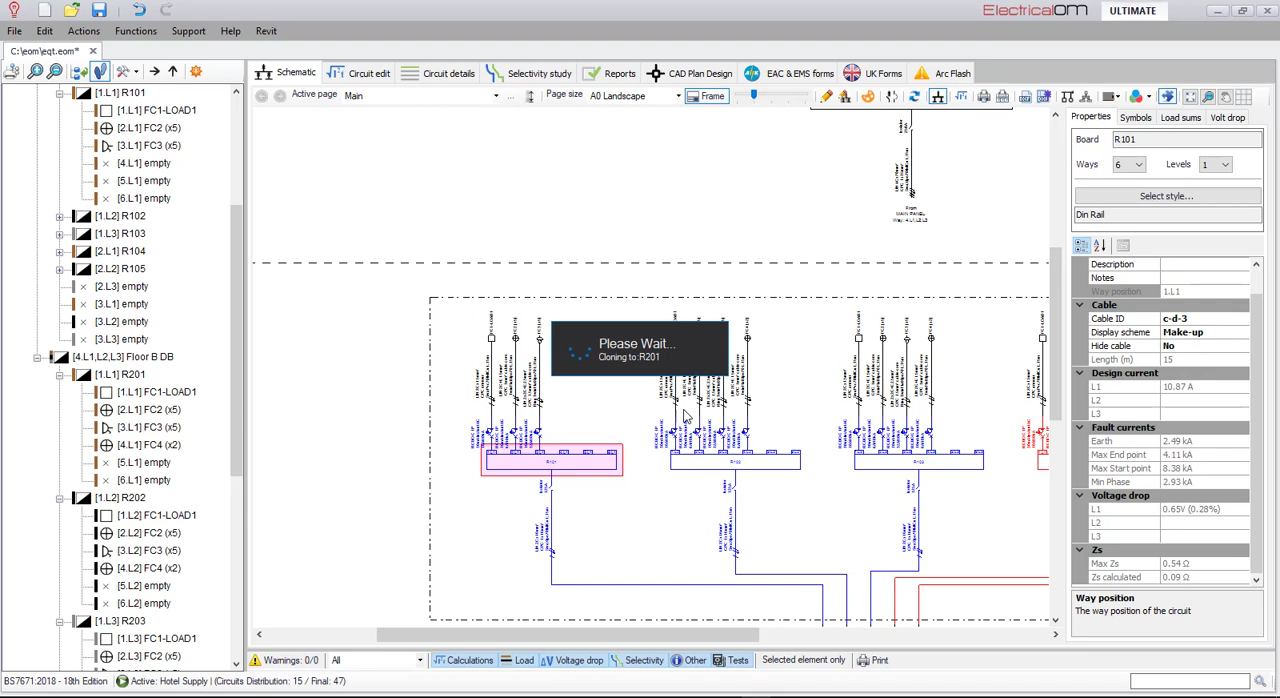 ElectricalOM ULTIMATE
File Edit Actions Functions Support Help Revit
C:\eom\eqt.eom*
Schematic Circuit edit Circuit details Selectivity study Reports CAD Plan Design EAC & EMS forms UK Forms Arc Flash
Active page Main ... Page size A0 Landscape Frame
Properties Symbols Load sums Volt drop
Board R101
Ways 6 Levels 1
Select style...
Din Rail
Description
Notes
Way position 1.L1
Cable
Cable ID c-d-3
Display scheme Make-up
Hide cable No
Length (m) 15
Design current
L1 10.87 A
L2
L3
Fault currents
Earth 2.49 kA
Max End point 4.11 kA
Max Start point 8.38 kA
Min Phase 2.93 kA
Voltage drop
L1 0.65V (0.28%)
L2
L3
Zs
Max Zs 0.54 Ω
Zs calculated 0.09 Ω
Way position
The way position of the circuit
[1.L1] R101
[1.L1] FC1-LOAD1
[2.L1] FC2 (x5)
[3.L1] FC3 (x5)
[4.L1] empty
[5.L1] empty
[6.L1] empty
[1.L2] R102
[1.L3] R103
[2.L1] R104
[2.L2] R105
[2.L3] empty
[3.L1] empty
[3.L2] empty
[3.L3] empty
[4.L1,L2,L3] Floor B DB
[1.L1] R201
[1.L1] FC1-LOAD1
[2.L1] FC2 (x5)
[3.L1] FC3 (x5)
[4.L1] FC4 (x2)
[5.L1] empty
[6.L1] empty
[1.L2] R202
[1.L2] FC1-LOAD1
[2.L2] FC2 (x5)
[3.L2] FC3 (x5)
[4.L2] FC4 (x2)
[5.L2] empty
[6.L2] empty
[1.L3] R203
[1.L3] FC1-LOAD1
[2.L3] FC2 (x5)
From
MAIN PANEL
Please Wait...
Cloning to:R201
R101
R102
R103
Warnings: 0/0 All Calculations Load Voltage drop Selectivity Other Tests Selected element only Print
BS7671:2018 - 18th Edition Active: Hotel Supply \ (Circuits Distribution: 15 / Final: 47)